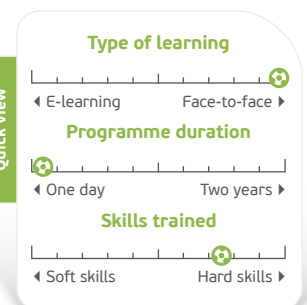 Quick view
Type of learning
◂ E-learning Face-to-face ▸
Programme duration
◂ One day Two years ▸
Skills trained
◂ Soft skills Hard skills ▸